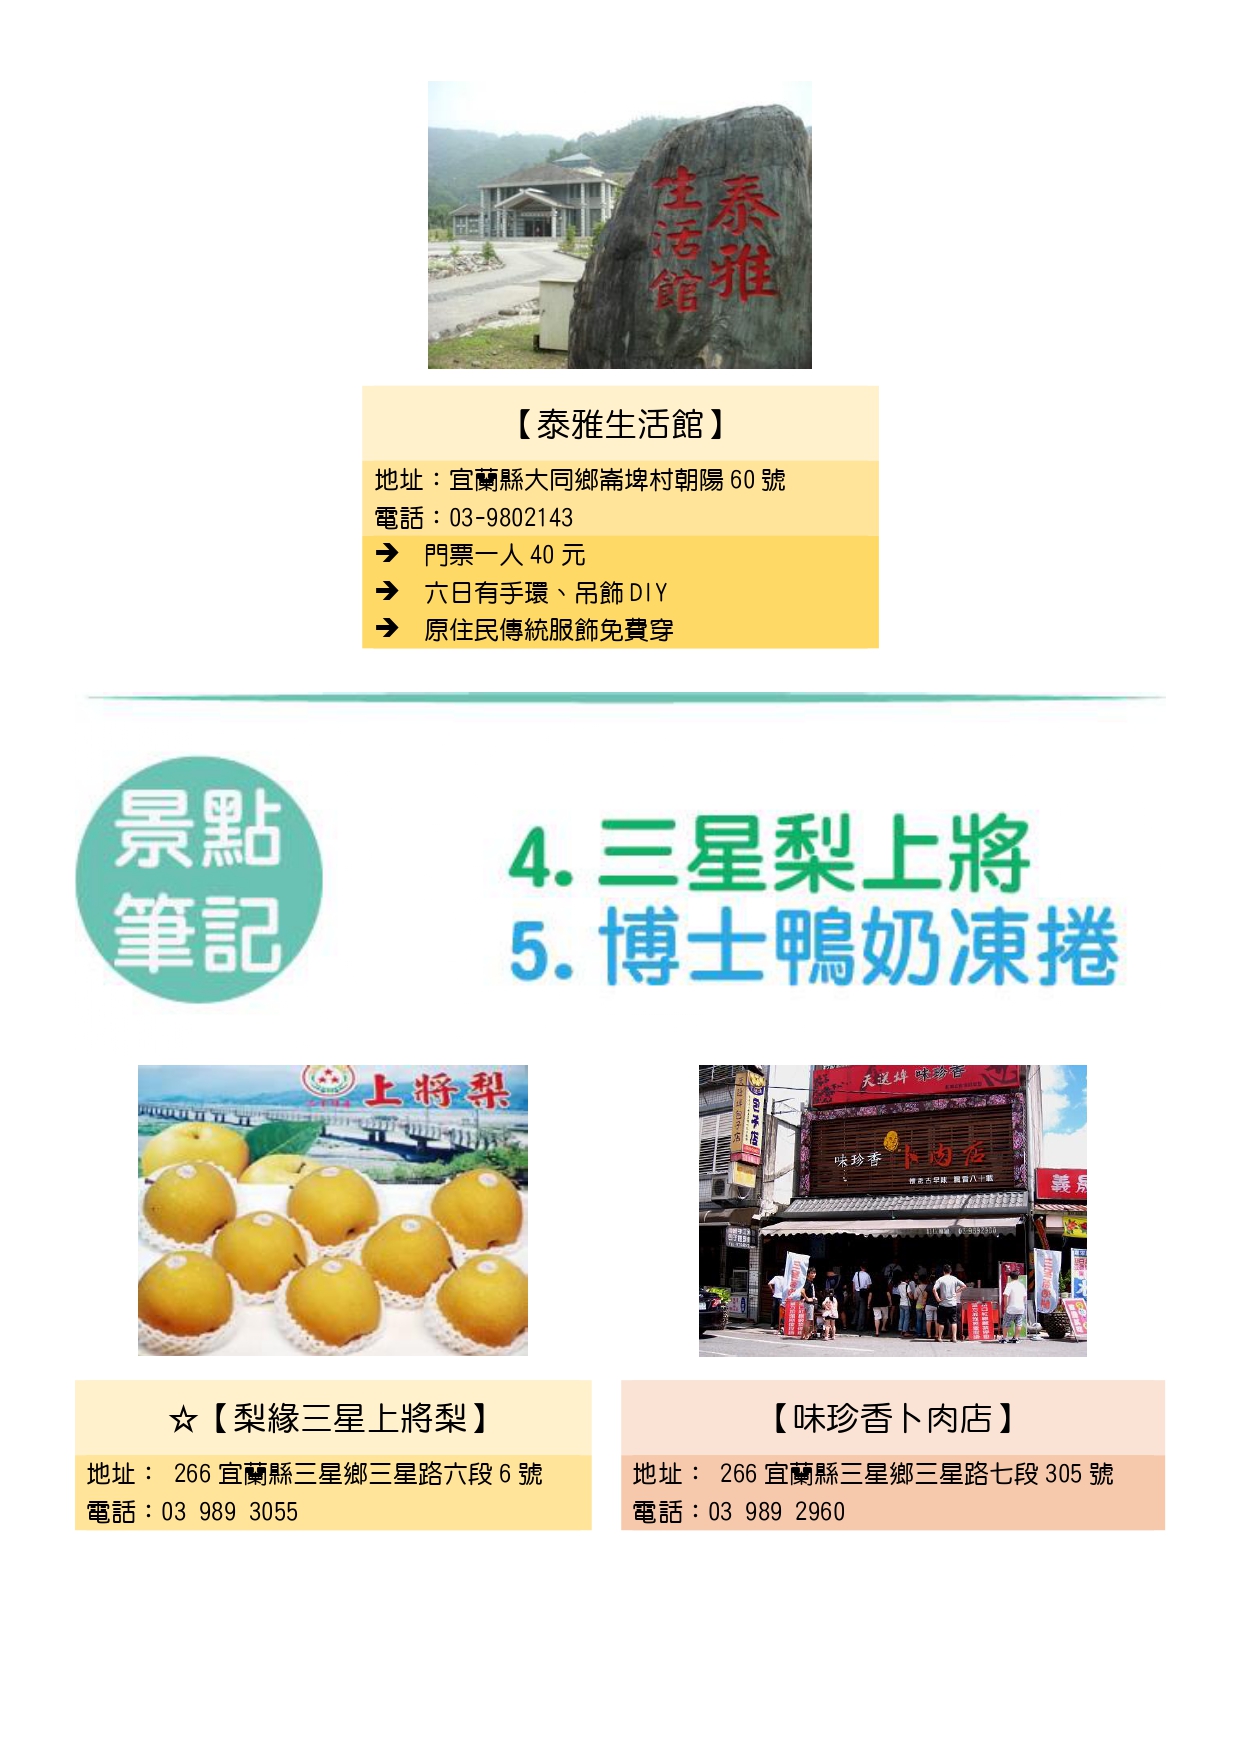 泰雅
生活館
【泰雅生活館】
地址：宜蘭縣大同鄉崙埤村朝陽 60 號
電話：03-9802143
➔ 門票一人 40 元
➔ 六日有手環、吊飾 DIY
➔ 原住民傳統服飾免費穿
景點
筆記
4. 三星梨上將
5. 博士鴨奶凍捲
上將梨
天送埤 味珍香
味珍香 卜肉店
包子店
☆【梨緣三星上將梨】
地址： 266 宜蘭縣三星鄉三星路六段 6 號
電話：03 989 3055
【味珍香卜肉店】
地址： 266 宜蘭縣三星鄉三星路七段 305 號
電話：03 989 2960